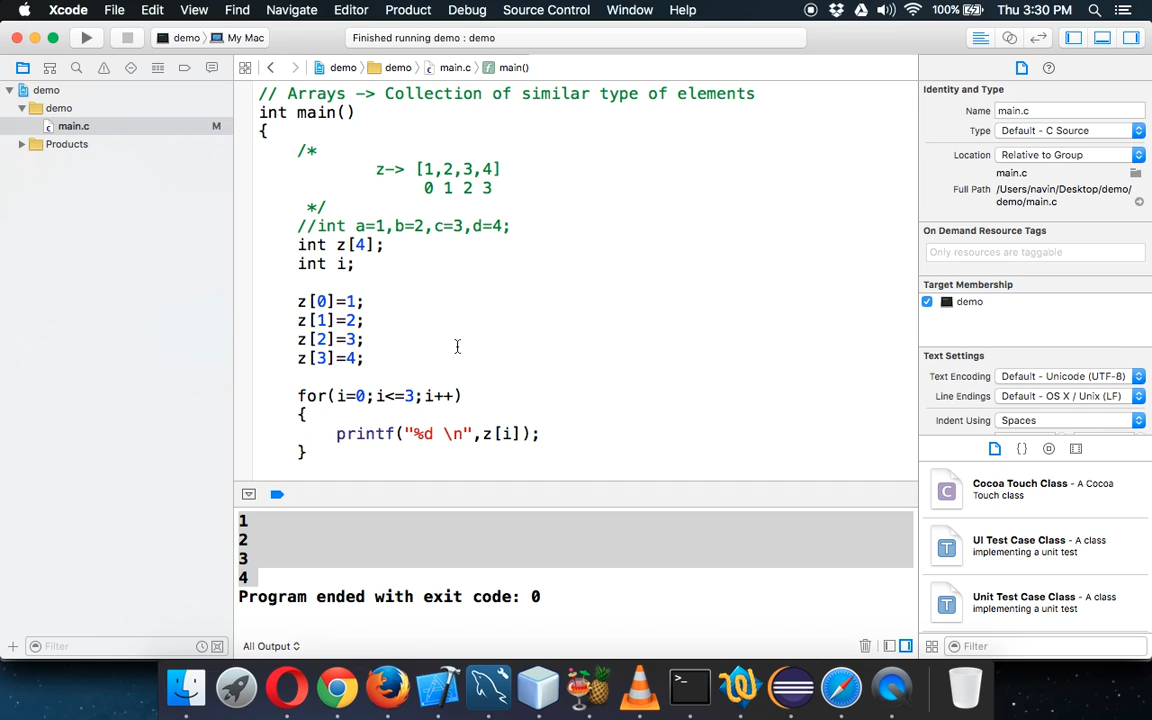 Xcode File Edit View Find Navigate Editor Product Debug Source Control Window Help 100% Thu 3:30 PM
demo My Mac Finished running demo : demo
demo demo main.c main()
demo
demo
main.c M
Products
// Arrays -> Collection of similar type of elements
int main()
{
/*
z-> [1,2,3,4]
0 1 2 3
*/
//int a=1,b=2,c=3,d=4;
int z[4];
int i;
z[0]=1;
z[1]=2;
z[2]=3;
z[3]=4;
for(i=0;i<=3;i++)
{
printf("%d \n",z[i]);
}
1
2
3
4
Program ended with exit code: 0
All Output
Filter
Identity and Type
Name main.c
Type Default - C Source
Location Relative to Group
main.c
Full Path /Users/navin/Desktop/demo/
demo/main.c
On Demand Resource Tags
Only resources are taggable
Target Membership
demo
Text Settings
Text Encoding Default - Unicode (UTF-8)
Line Endings Default - OS X / Unix (LF)
Indent Using Spaces
{ }
C Cocoa Touch Class - A Cocoa
Touch class
T UI Test Case Class - A class
implementing a unit test
T Unit Test Case Class - A class
implementing a unit test
Filter